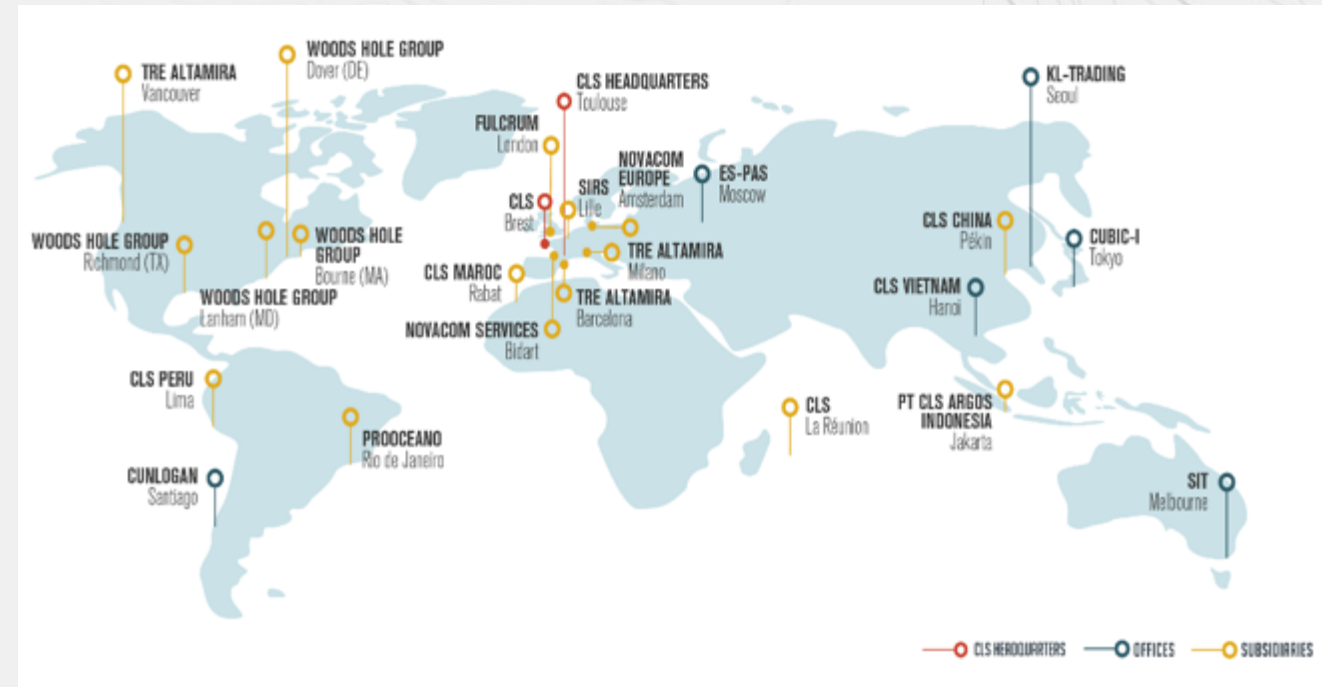 WOODS HOLE GROUP
Dover (DE)
TRE ALTAMIRA
Vancouver
CLS HEADQUARTERS
Toulouse
KL-TRADING
Seoul
FULCRUM
London
NOVACOM
EUROPE
Amsterdam
ES-PAS
Moscow
SIRS
Lille
CLS
Brest
WOODS HOLE GROUP
Richmond (TX)
WOODS HOLE
GROUP
Bourne (MA)
CLS CHINA
Pékin
CUBIC-I
Tokyo
TRE ALTAMIRA
Milano
CLS MAROC
Rabat
WOODS HOLE GROUP
Lanham (MD)
TRE ALTAMIRA
Barcelona
CLS VIETNAM
Hanoi
NOVACOM SERVICES
Bidart
CLS PERU
Lima
CLS
La Réunion
PT CLS ARGOS
INDONESIA
Jakarta
PROOCEANO
Rio de Janeiro
CUNLOGAN
Santiago
SIT
Melbourne
CLS HEADQUARTERS
OFFICES
SUBSIDIARIES